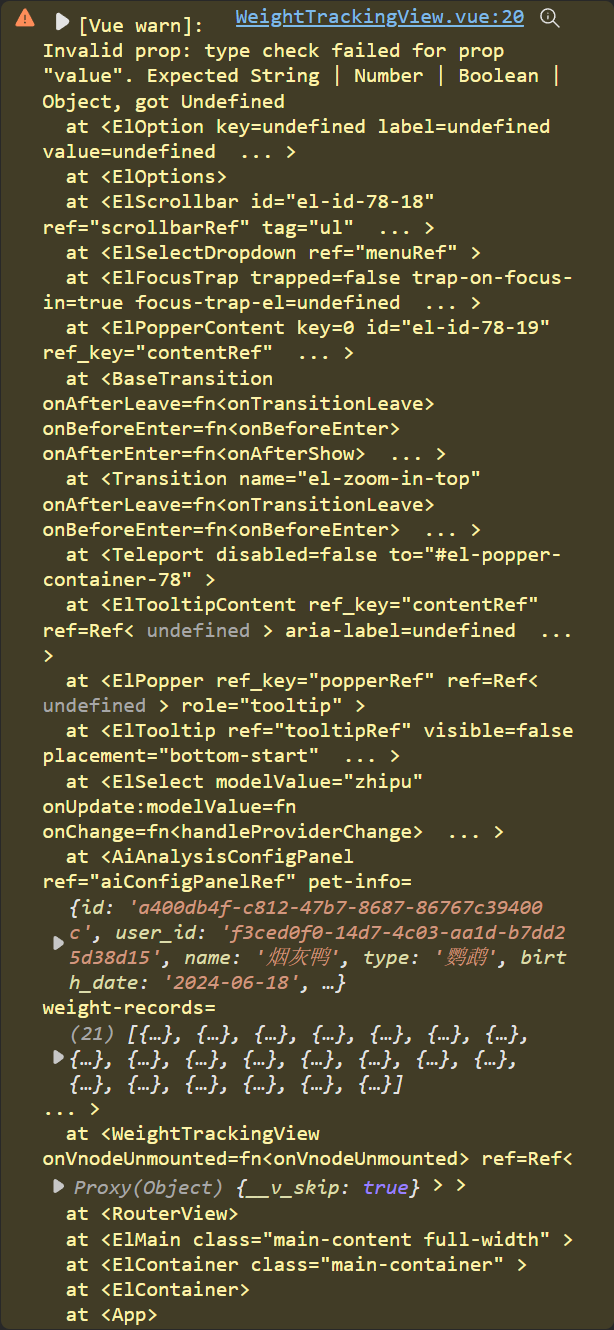 [Vue warn]: WeightTrackingView.vue:20
Invalid prop: type check failed for prop
"value". Expected String | Number | Boolean |
Object, got Undefined
at <ElOption key=undefined label=undefined
value=undefined ... >
at <ElOptions>
at <ElScrollbar id="el-id-78-18"
ref="scrollbarRef" tag="ul" ... >
at <ElSelectDropdown ref="menuRef" >
at <ElFocusTrap trapped=false trap-on-focus-
in=true focus-trap-el=undefined ... >
at <ElPopperContent key=0 id="el-id-78-19"
ref_key="contentRef" ... >
at <BaseTransition
onAfterLeave=fn<onTransitionLeave>
onBeforeEnter=fn<onBeforeEnter>
onAfterEnter=fn<onAfterShow> ... >
at <Transition name="el-zoom-in-top"
onAfterLeave=fn<onTransitionLeave>
onBeforeEnter=fn<onBeforeEnter> ... >
at <Teleport disabled=false to="#el-popper-
container-78" >
at <ElTooltipContent ref_key="contentRef"
ref=Ref< undefined > aria-label=undefined ...
>
at <ElPopper ref_key="popperRef" ref=Ref<
undefined > role="tooltip" >
at <ElTooltip ref="tooltipRef" visible=false
placement="bottom-start" ... >
at <ElSelect modelValue="zhipu"
onUpdate:modelValue=fn
onChange=fn<handleProviderChange> ... >
at <AiAnalysisConfigPanel
ref="aiConfigPanelRef" pet-info=
{id: 'a400db4f-c812-47b7-8687-86767c39400
c', user_id: 'f3ced0f0-14d7-4c03-aa1d-b7dd2
5d38d15', name: '烟灰鸭', type: '鹦鹉', birt
h_date: '2024-06-18', …}
weight-records=
(21) [{…}, {…}, {…}, {…}, {…}, {…}, {…},
{…}, {…}, {…}, {…}, {…}, {…}, {…}, {…},
{…}, {…}, {…}, {…}, {…}, {…}]
... >
at <WeightTrackingView
onVnodeUnmounted=fn<onVnodeUnmounted> ref=Ref<
Proxy(Object) {__v_skip: true} > >
at <RouterView>
at <ElMain class="main-content full-width" >
at <ElContainer class="main-container" >
at <ElContainer>
at <App>